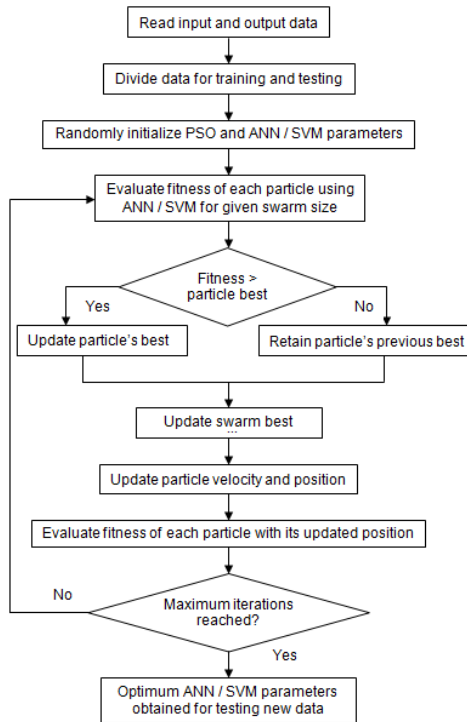 Read input and output data
Divide data for training and testing
Randomly initialize PSO and ANN / SVM parameters
Evaluate fitness of each particle using
ANN / SVM for given swarm size
Fitness >
particle best
Yes
No
Update particle's best
Retain particle's previous best
Update swarm best
...
Update particle velocity and position
Evaluate fitness of each particle with its updated position
No
Maximum iterations
reached?
Yes
Optimum ANN / SVM parameters
obtained for testing new data